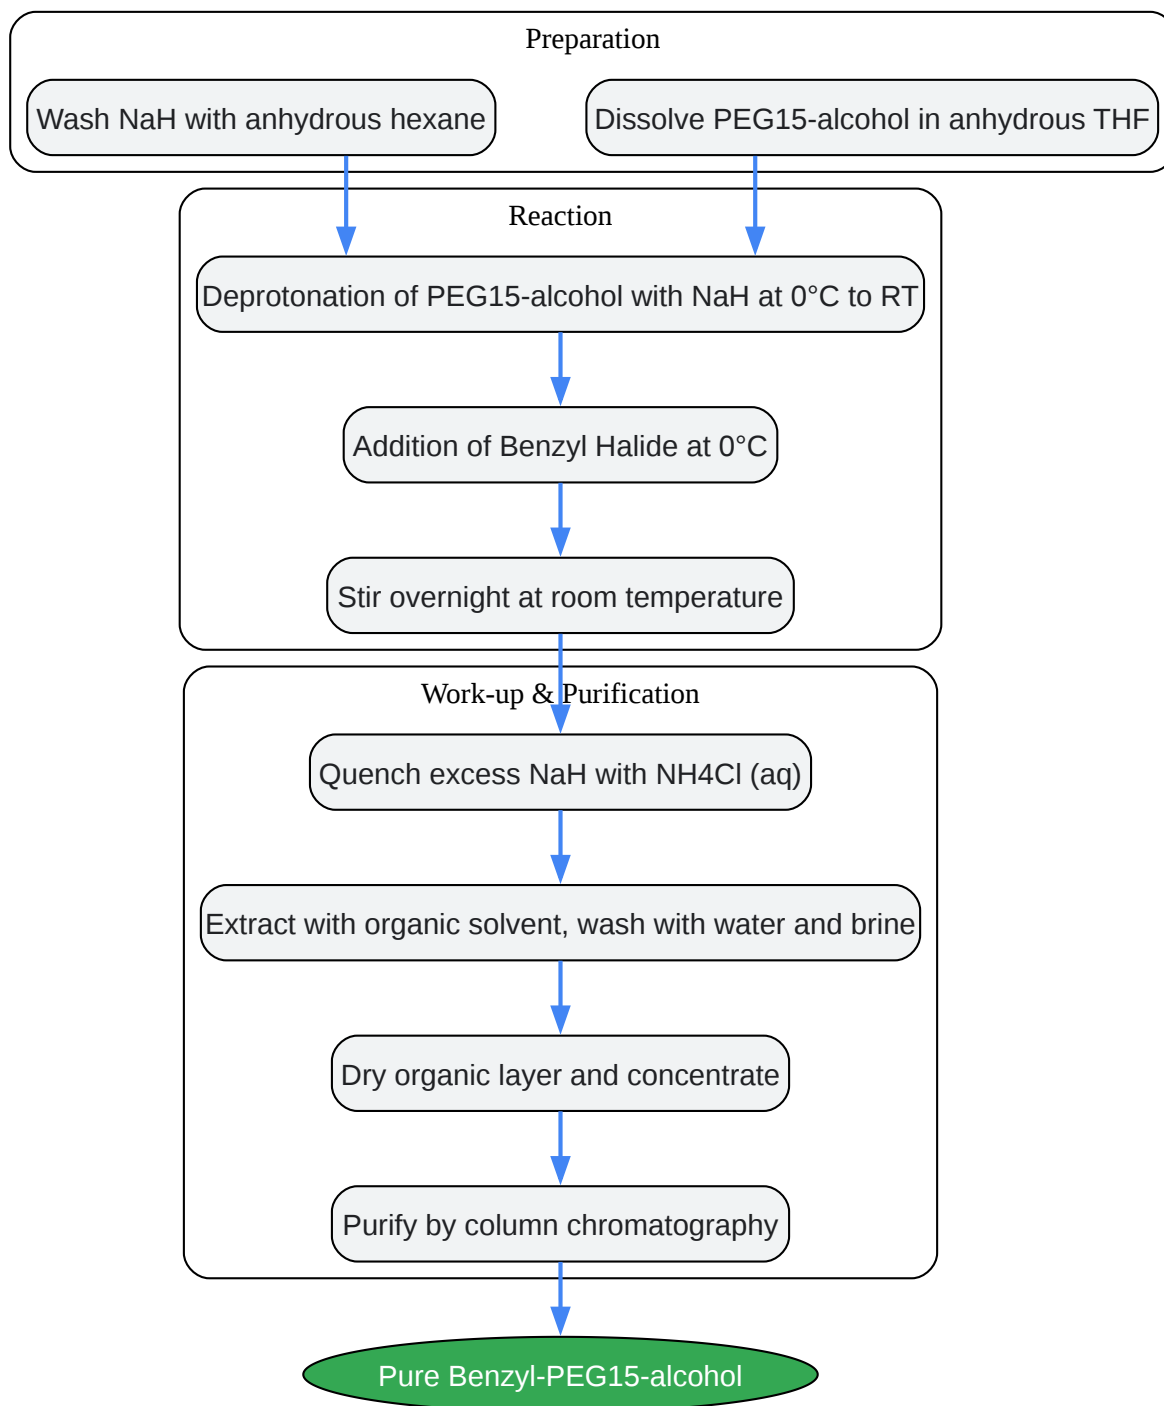 Preparation
Wash NaH with anhydrous hexane
Dissolve PEG15-alcohol in anhydrous THF
Reaction
Deprotonation of PEG15-alcohol with NaH at 0°C to RT
Addition of Benzyl Halide at 0°C
Stir overnight at room temperature
Work-up & Purification
Quench excess NaH with NH4Cl (aq)
Extract with organic solvent, wash with water and brine
Dry organic layer and concentrate
Purify by column chromatography
Pure Benzyl-PEG15-alcohol